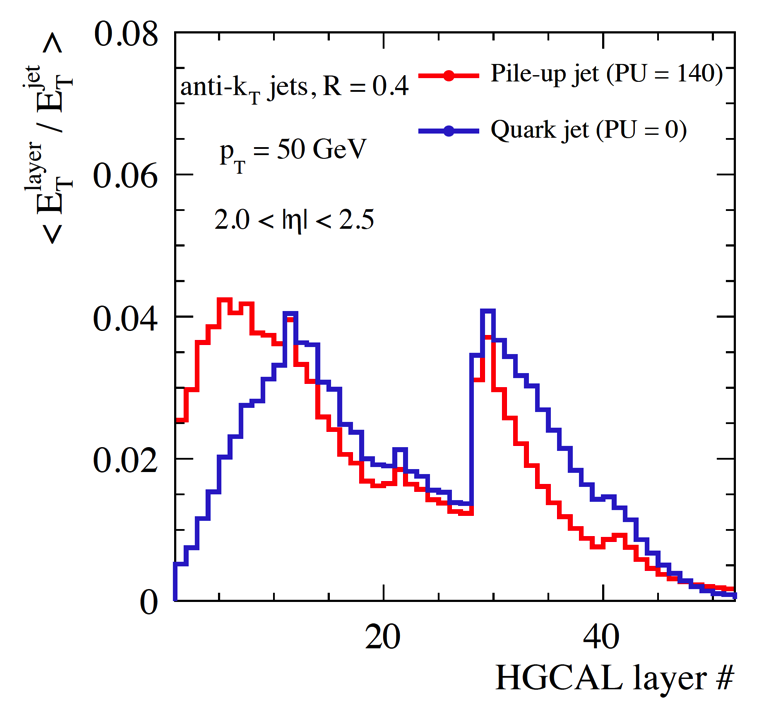 0.08
0.06
0.04
0.02
0
20
40
< E_T^layer / E_T^jet >
HGCAL layer #
anti-k_T jets, R = 0.4
p_T = 50 GeV
2.0 < |η| < 2.5
Pile-up jet (PU = 140)
Quark jet (PU = 0)